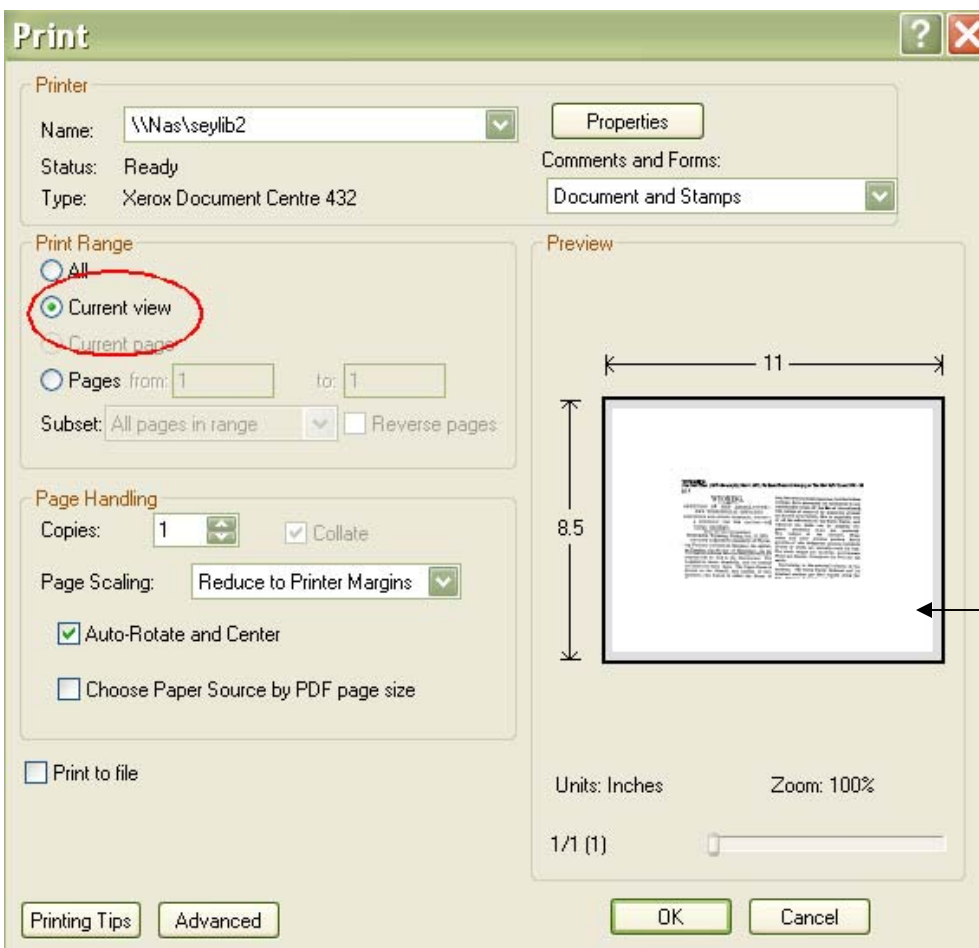 Print
?
Printer
Name: \\Nas\seylib2
Properties
Status: Ready
Comments and Forms:
Type: Xerox Document Centre 432
Document and Stamps
Print Range
All
Current view
Current page
Pages from: 1 to: 1
Subset: All pages in range
Reverse pages
Preview
11
8.5
WYOMING.
Units: Inches Zoom: 100%
1/1 (1)
Page Handling
Copies: 1
Collate
Page Scaling: Reduce to Printer Margins
Auto-Rotate and Center
Choose Paper Source by PDF page size
Print to file
Printing Tips
Advanced
OK
Cancel